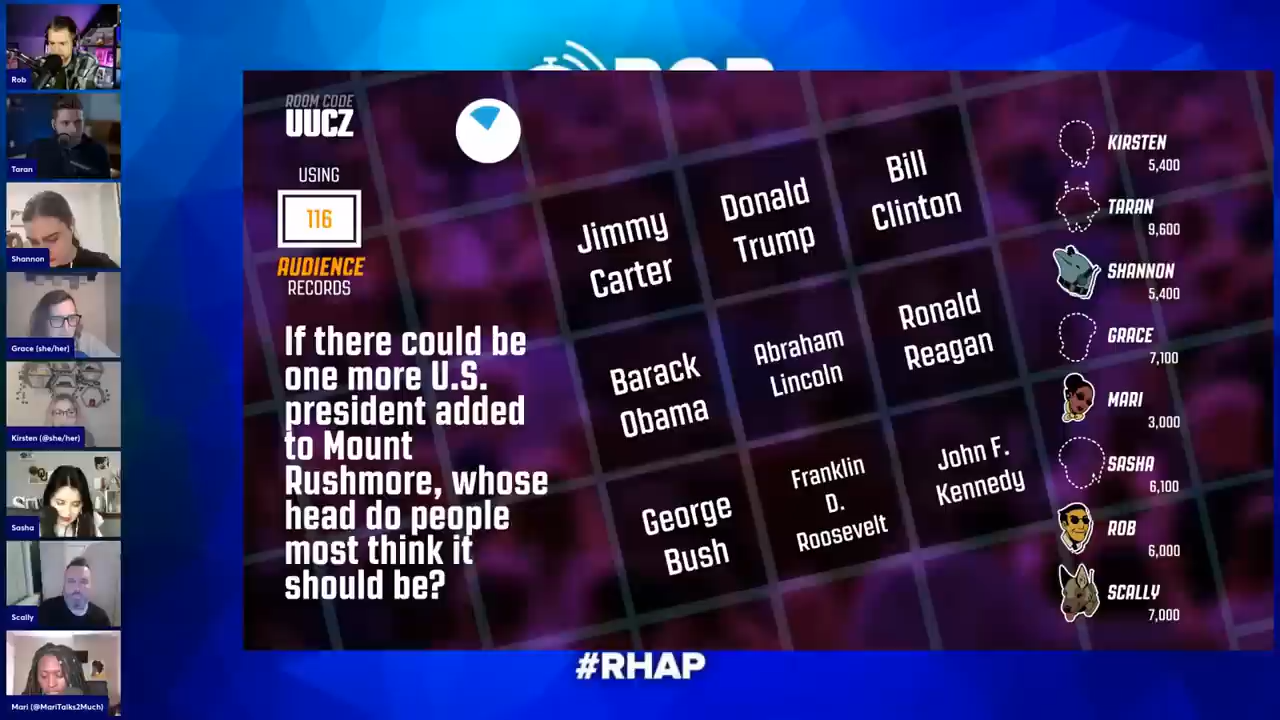 Rob
Taran
Shannon
Grace (she/her)
Kirsten (@she/her)
Sasha
Scally
Mari (@MariTalks2Much)
ROOM CODE
UUCZ
USING
116
AUDIENCE
RECORDS
If there could be
one more U.S.
president added
to Mount
Rushmore, whose
head do people
most think it
should be?
Jimmy
Carter
Donald
Trump
Bill
Clinton
Barack
Obama
Abraham
Lincoln
Ronald
Reagan
George
Bush
Franklin
D.
Roosevelt
John F.
Kennedy
KIRSTEN
5,400
TARAN
9,600
SHANNON
5,400
GRACE
7,100
MARI
3,000
SASHA
6,100
ROB
6,000
SCALLY
7,000
#RHAP